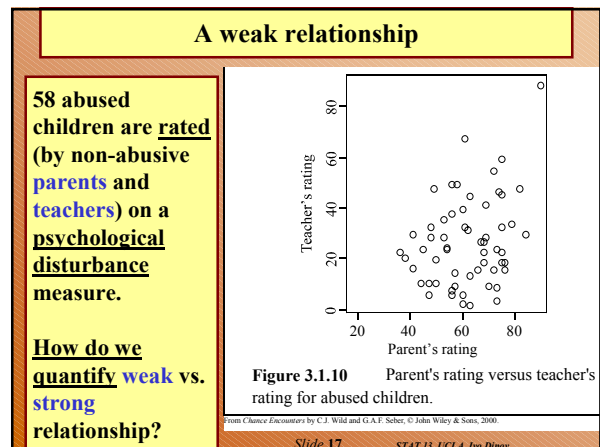 A weak relationship
58 abused
children are rated
(by non-abusive
parents and
teachers) on a
psychological
disturbance
measure.
How do we
quantify weak vs.
strong
relationship?
Teacher's rating
80
60
40
20
0
20 40 60 80
Parent's rating
Figure 3.1.10 Parent's rating versus teacher's
rating for abused children.
From Chance Encounters by C.J. Wild and G.A.F. Seber, © John Wiley & Sons, 2000.
Slide 17 STAT 13, UCLA, Ivo Dinov